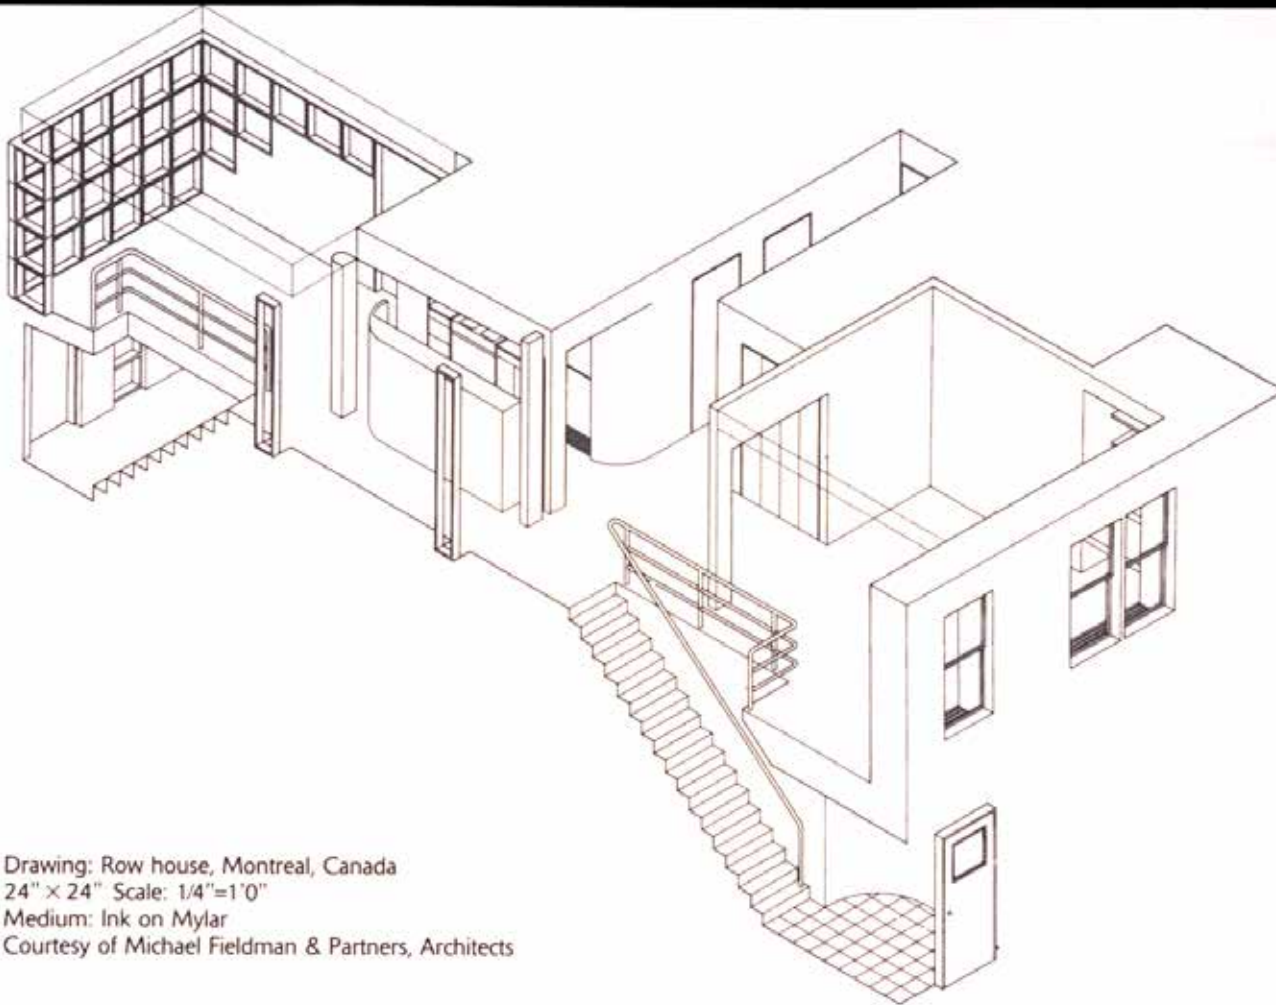 Drawing: Row house, Montreal, Canada
24" × 24" Scale: 1/4"=1'0"
Medium: Ink on Mylar
Courtesy of Michael Fieldman & Partners, Architects